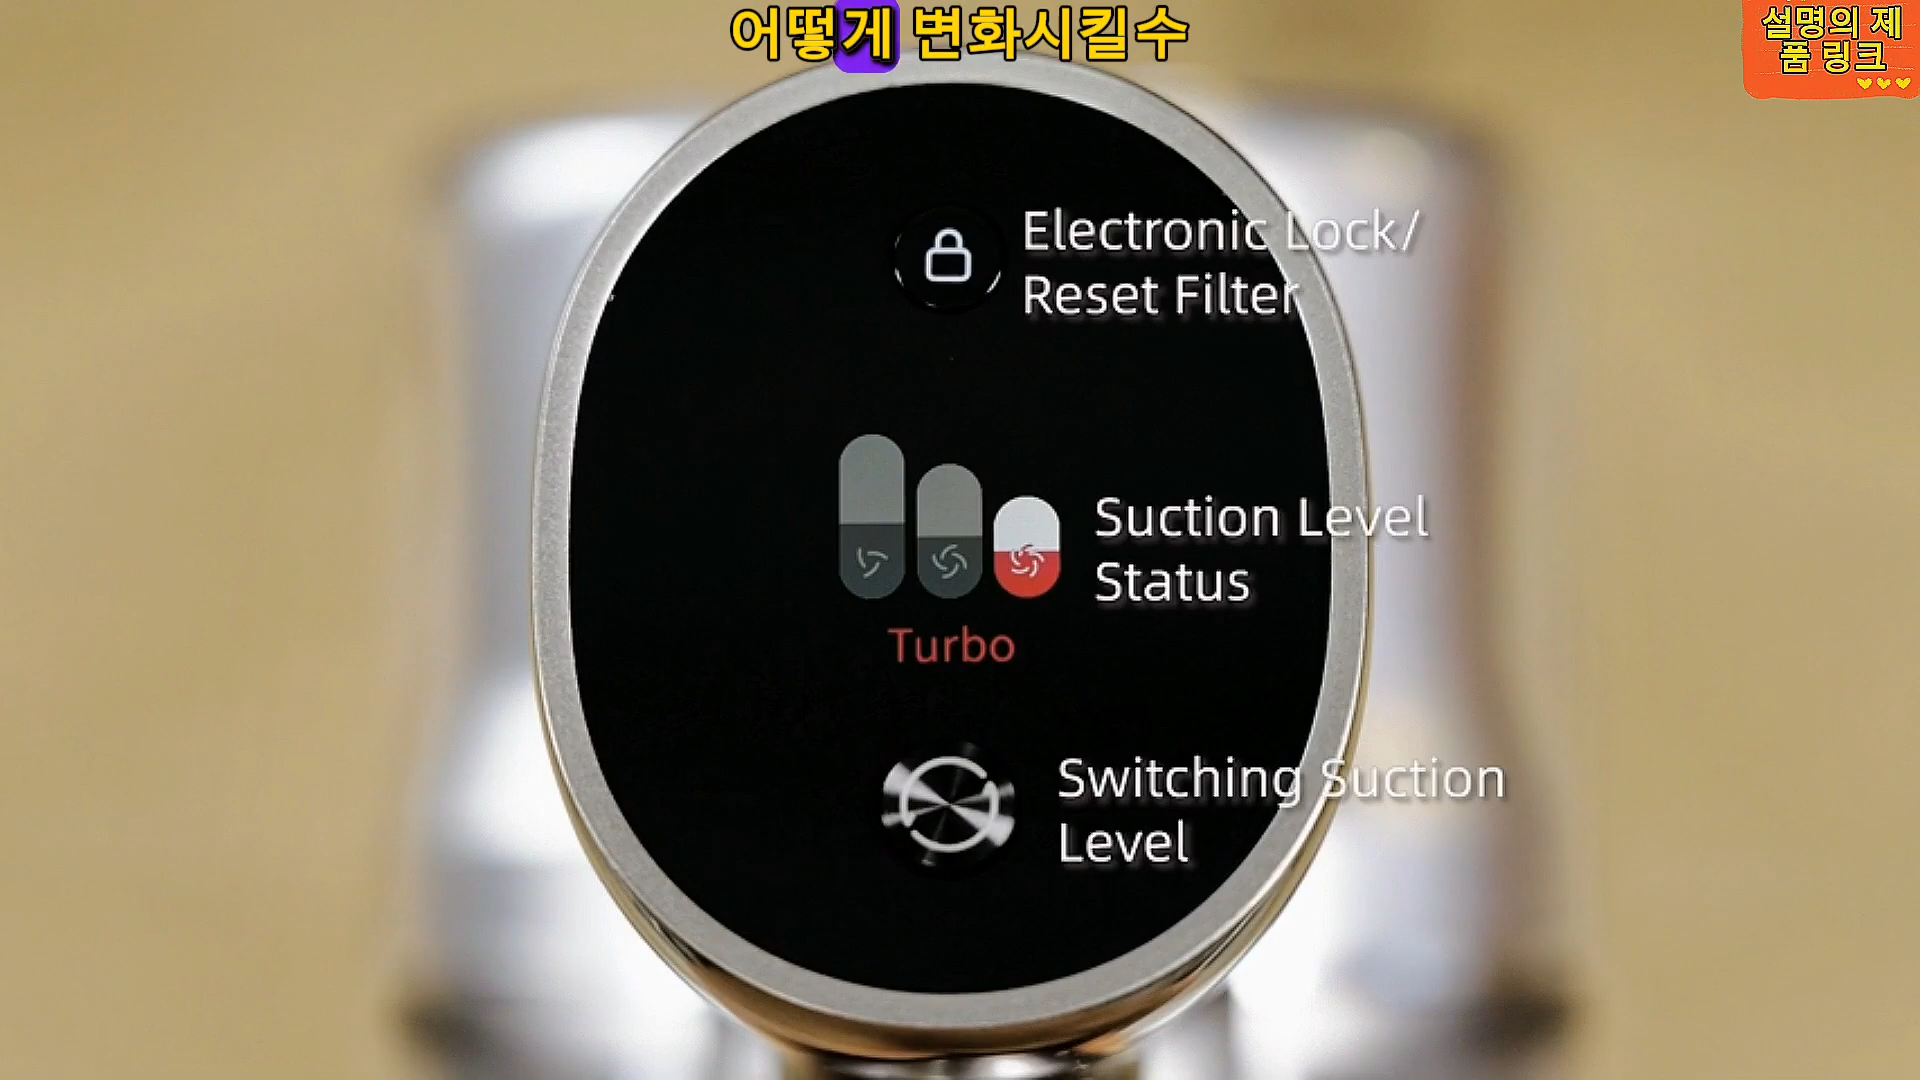 어떻게 변화시킬수
설명의 제
품 링크
Electronic Lock/
Reset Filter
Suction Level
Status
Turbo
Switching Suction
Level